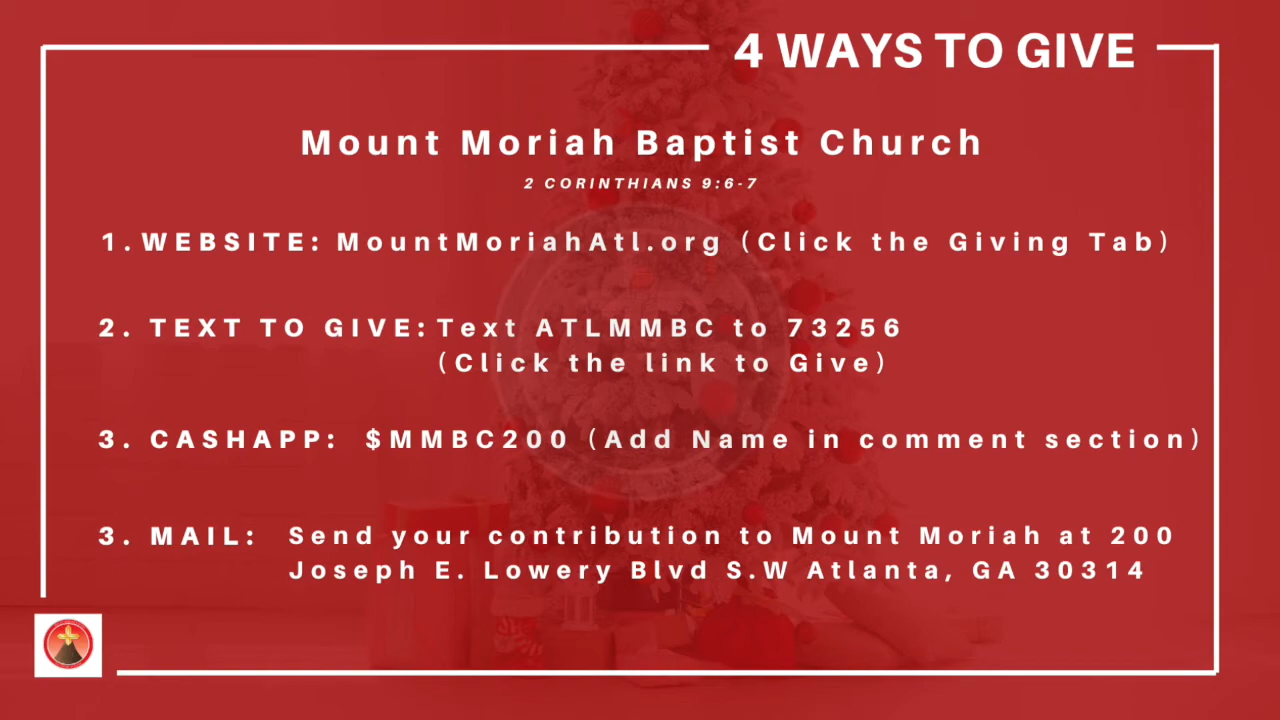 4 WAYS TO GIVE
Mount Moriah Baptist Church
2 CORINTHIANS 9:6-7
1. WEBSITE: MountMoriahAtl.org (Click the Giving Tab)
2. TEXT TO GIVE: Text ATLMMBC to 73256
(Click the link to Give)
3. CASHAPP: $MMBC200 (Add Name in comment section)
3. MAIL: Send your contribution to Mount Moriah at 200
Joseph E. Lowery Blvd S.W Atlanta, GA 30314